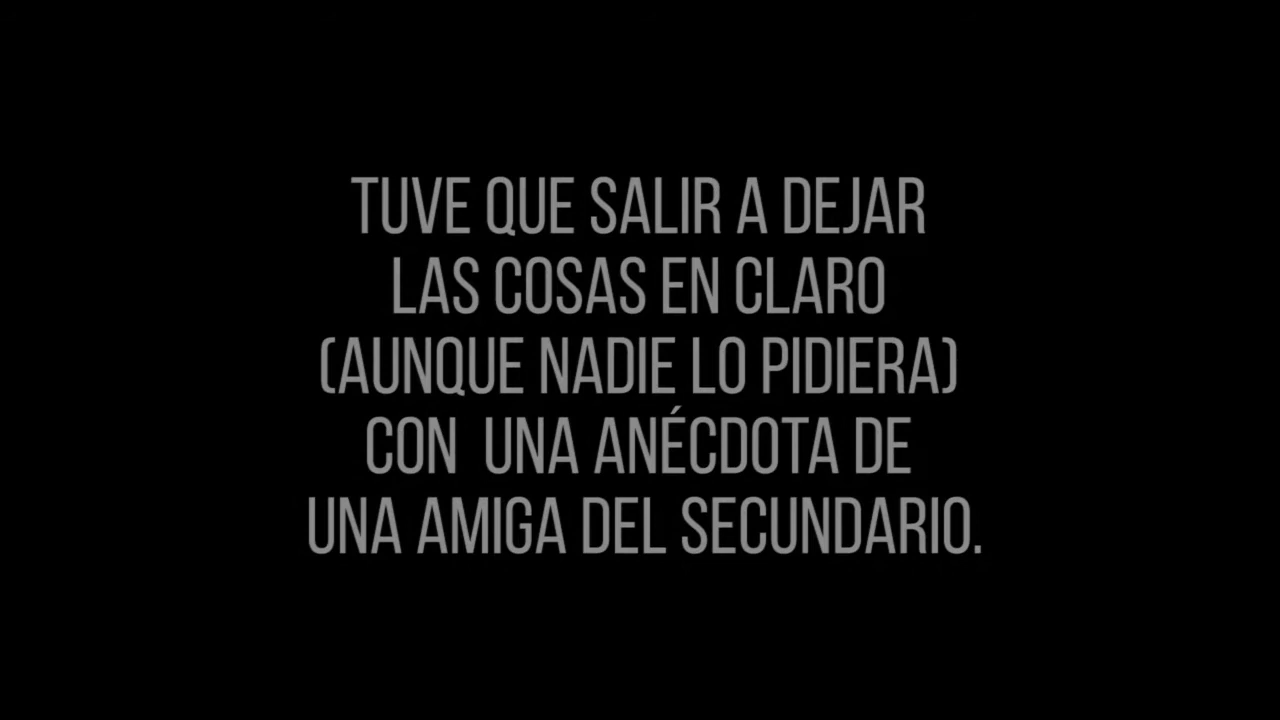 TUVE QUE SALIR A DEJAR
LAS COSAS EN CLARO
(AUNQUE NADIE LO PIDIERA)
CON  UNA ANÉCDOTA DE
UNA AMIGA DEL SECUNDARIO.